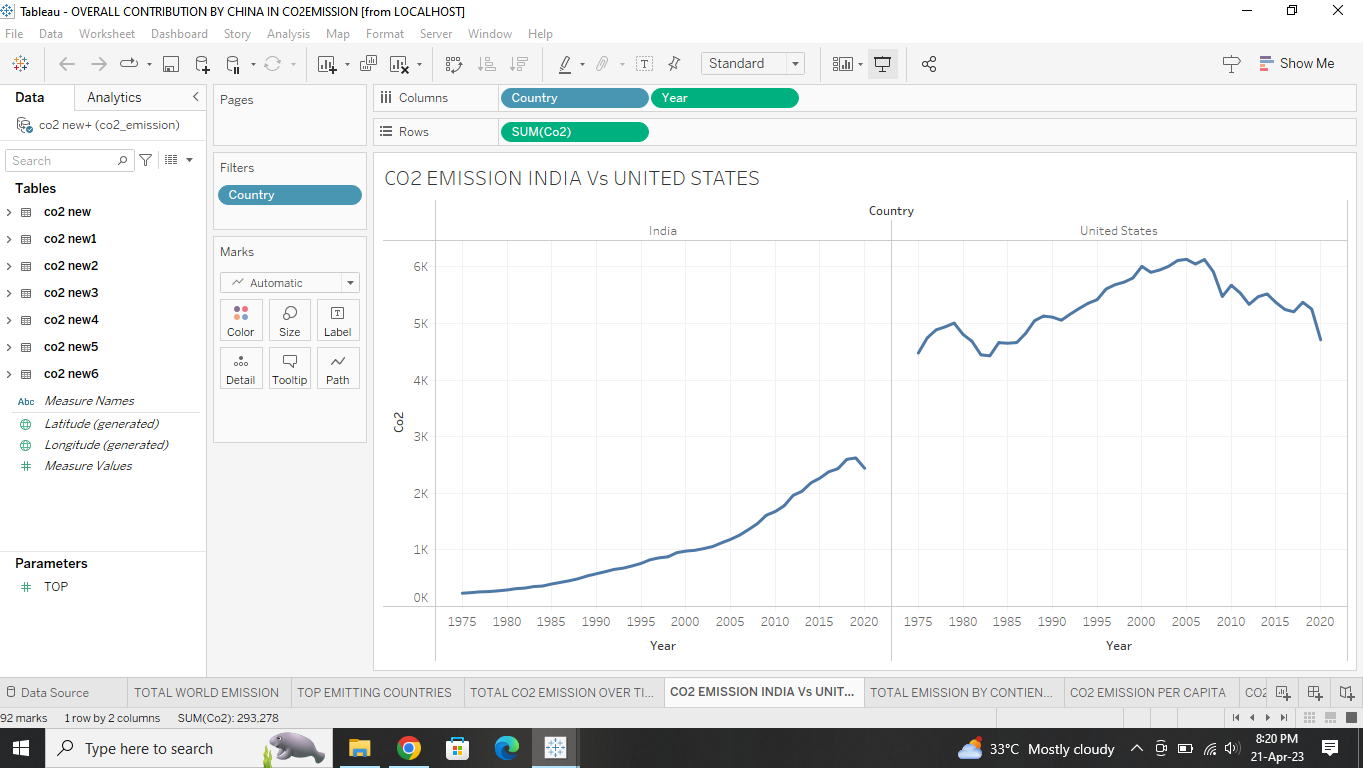 Tableau - OVERALL CONTRIBUTION BY CHINA IN CO2EMISSION [from LOCALHOST]
File Data Worksheet Dashboard Story Analysis Map Format Server Window Help
Standard
Show Me
Data Analytics
co2 new+ (co2_emission)
Search
Tables
co2 new
co2 new1
co2 new2
co2 new3
co2 new4
co2 new5
co2 new6
Abc Measure Names
Latitude (generated)
Longitude (generated)
Measure Values
Parameters
TOP
Pages
Filters
Country
Marks
Automatic
Color Size Label
Detail Tooltip Path
Columns Country Year
Rows SUM(Co2)
CO2 EMISSION INDIA Vs UNITED STATES
Country
India United States
6K
5K
4K
3K
2K
1K
0K
Co2
1975 1980 1985 1990 1995 2000 2005 2010 2015 2020 1975 1980 1985 1990 1995 2000 2005 2010 2015 2020
Year Year
Data Source TOTAL WORLD EMISSION TOP EMITTING COUNTRIES TOTAL CO2 EMISSION OVER TI... CO2 EMISSION INDIA Vs UNIT... TOTAL EMISSION BY CONTIEN... CO2 EMISSION PER CAPITA CO2
92 marks 1 row by 2 columns SUM(Co2): 293,278
Type here to search
33°C Mostly cloudy
8:20 PM
21-Apr-23